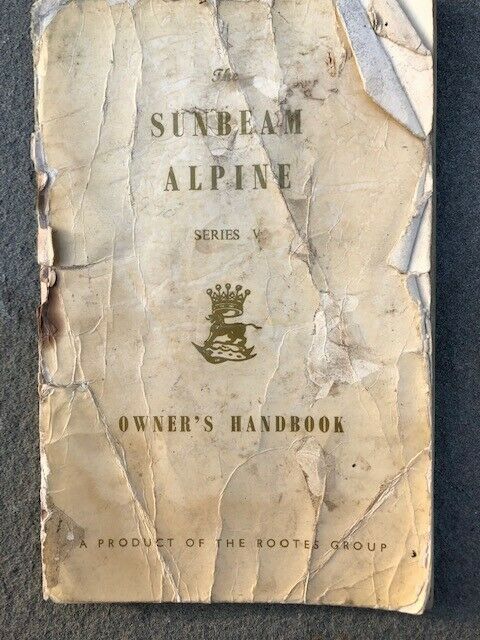 The
SUNBEAM
ALPINE
SERIES V
OWNER'S HANDBOOK
A PRODUCT OF THE ROOTES GROUP